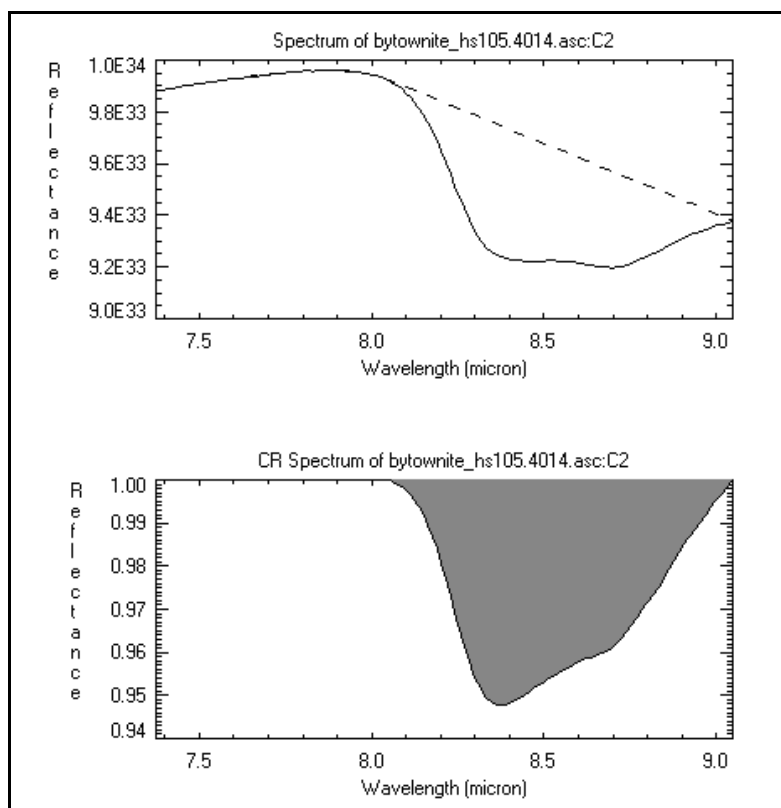 Spectrum of bytownite_hs105.4014.asc:C2
Reflectance
1.0E34
9.8E33
9.6E33
9.4E33
9.2E33
9.0E33
7.5 8.0 8.5 9.0
Wavelength (micron)
CR Spectrum of bytownite_hs105.4014.asc:C2
Reflectance
1.00
0.99
0.98
0.97
0.96
0.95
0.94
7.5 8.0 8.5 9.0
Wavelength (micron)